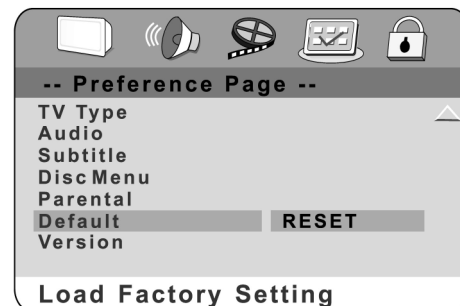 -- Preference Page --
TV Type
Audio
Subtitle
Disc Menu
Parental
Default RESET
Version
Load Factory Setting